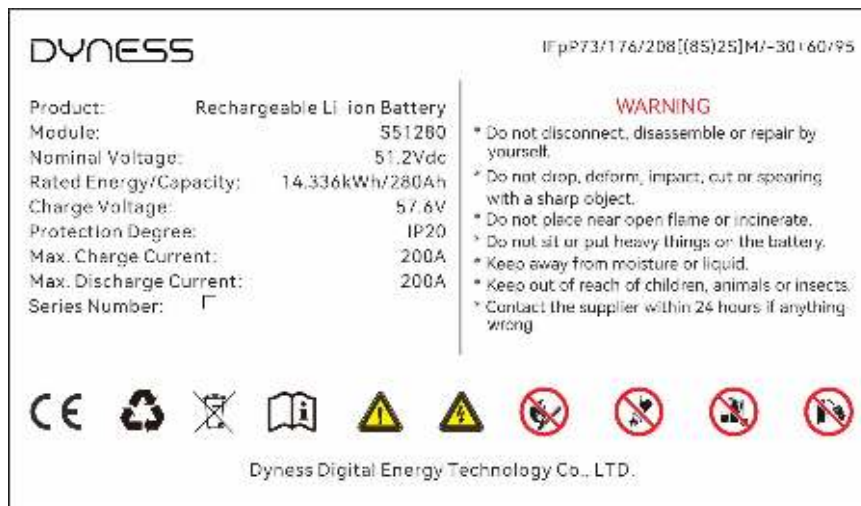 DYNESS
IFpP73/176/208[(8S)2S]M/-30+60/95
Product: Rechargeable Li-ion Battery
Module: S51280
Nominal Voltage: 51.2Vdc
Rated Energy/Capacity: 14.336kWh/280Ah
Charge Voltage: 57.6V
Protection Degree: IP20
Max. Charge Current: 200A
Max. Discharge Current: 200A
Series Number:
WARNING
* Do not disconnect, disassemble or repair by
yourself.
* Do not drop, deform, impact, cut or spearing
with a sharp object.
* Do not place near open flame or incinerate.
* Do not sit or put heavy things on the battery.
* Keep away from moisture or liquid.
* Keep out of reach of children, animals or insects.
* Contact the supplier within 24 hours if anything
wrong
CE
Dyness Digital Energy Technology Co., LTD.